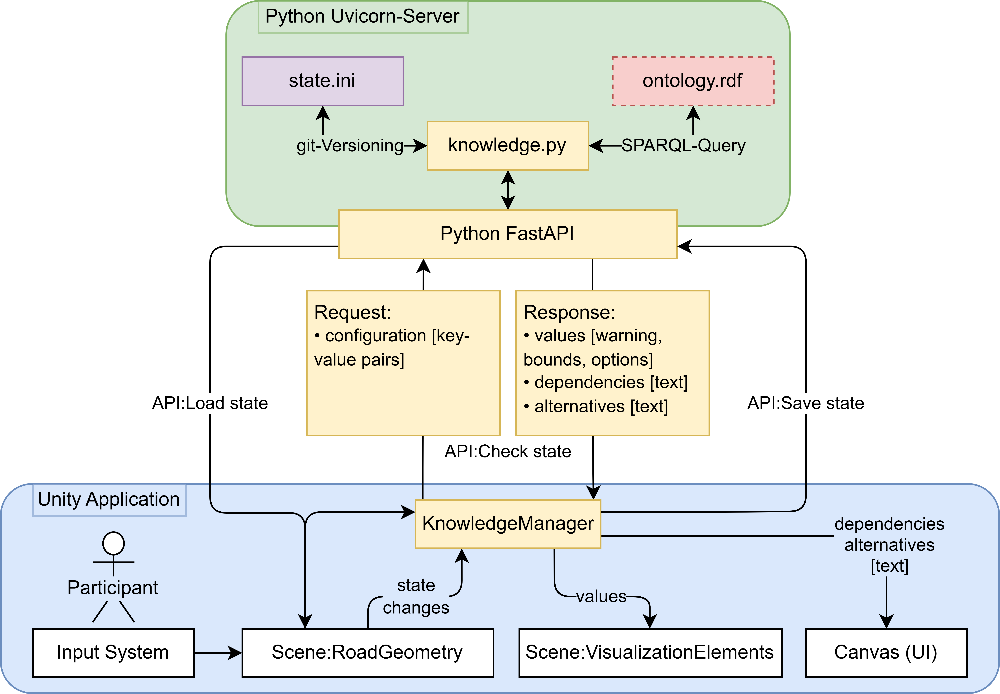 Python Uvicorn-Server
state.ini
ontology.rdf
git-Versioning
knowledge.py
SPARQL-Query
Python FastAPI
Request:
• configuration [key-
value pairs]
Response:
• values [warning,
bounds, options]
• dependencies [text]
• alternatives [text]
API:Load state
API:Save state
API:Check state
Unity Application
KnowledgeManager
dependencies
alternatives
[text]
Participant
state
changes
values
Input System
Scene:RoadGeometry
Scene:VisualizationElements
Canvas (UI)